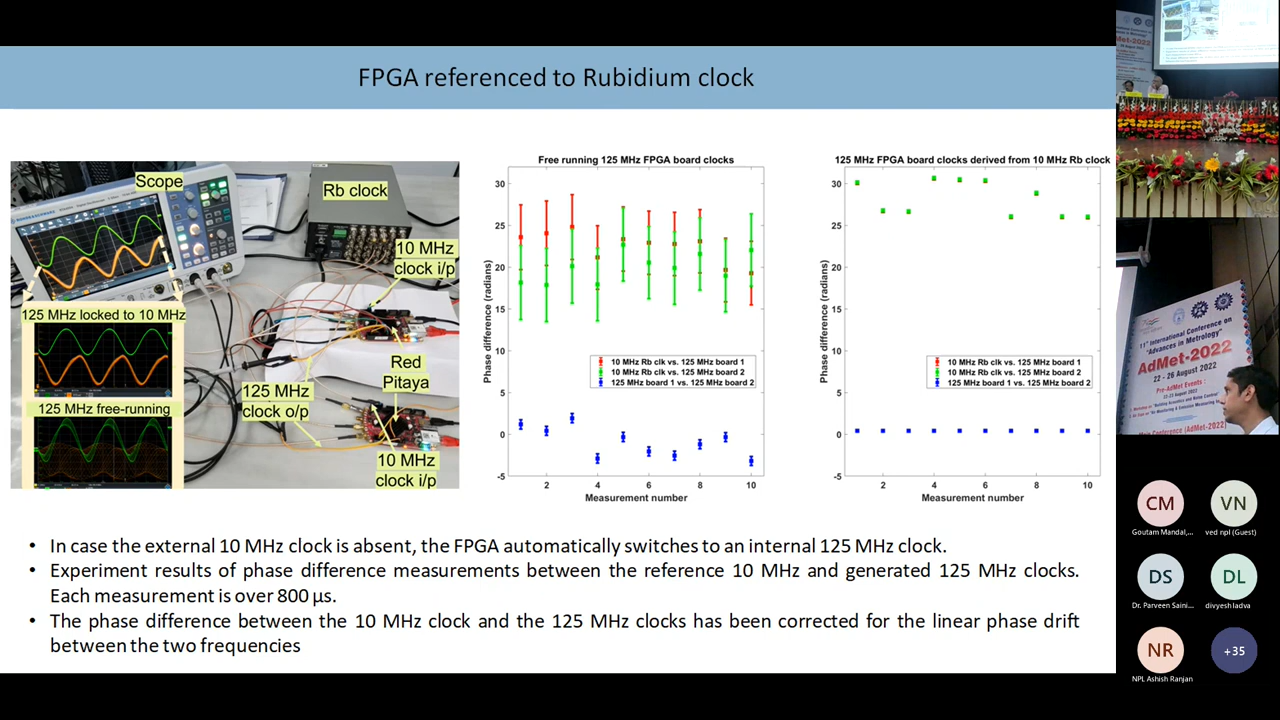 FPGA referenced to Rubidium clock
Scope
Rb clock
10 MHz
clock i/p
125 MHz locked to 10 MHz
Red
Pitaya
125 MHz
clock o/p
125 MHz free-running
10 MHz
clock i/p
Free running 125 MHz FPGA board clocks
Phase difference (radians)
30
25
20
15
10
5
0
-5
10 MHz Rb clk vs. 125 MHz board 1
10 MHz Rb clk vs. 125 MHz board 2
125 MHz board 1 vs. 125 MHz board 2
2 4 6 8 10
Measurement number
125 MHz FPGA board clocks derived from 10 MHz Rb clock
Phase difference (radians)
30
25
20
15
10
5
0
-5
10 MHz Rb clk vs. 125 MHz board 1
10 MHz Rb clk vs. 125 MHz board 2
125 MHz board 1 vs. 125 MHz board 2
2 4 6 8 10
Measurement number
• In case the external 10 MHz clock is absent, the FPGA automatically switches to an internal 125 MHz clock.
• Experiment results of phase difference measurements between the reference 10 MHz and generated 125 MHz clocks.
Each measurement is over 800 µs.
• The phase difference between the 10 MHz clock and the 125 MHz clocks has been corrected for the linear phase drift
between the two frequencies
AdMet-2022
11th International Conference on
"Advances in Metrology"
AdMet-2022
22 - 26 August 2022
Pre-AdMet Events :
CM
Goutam Mandal,...
VN
ved npl (Guest)
DS
Dr. Parveen Saini...
DL
divyesh ladva
NR
NPL Ashish Ranjan
+35